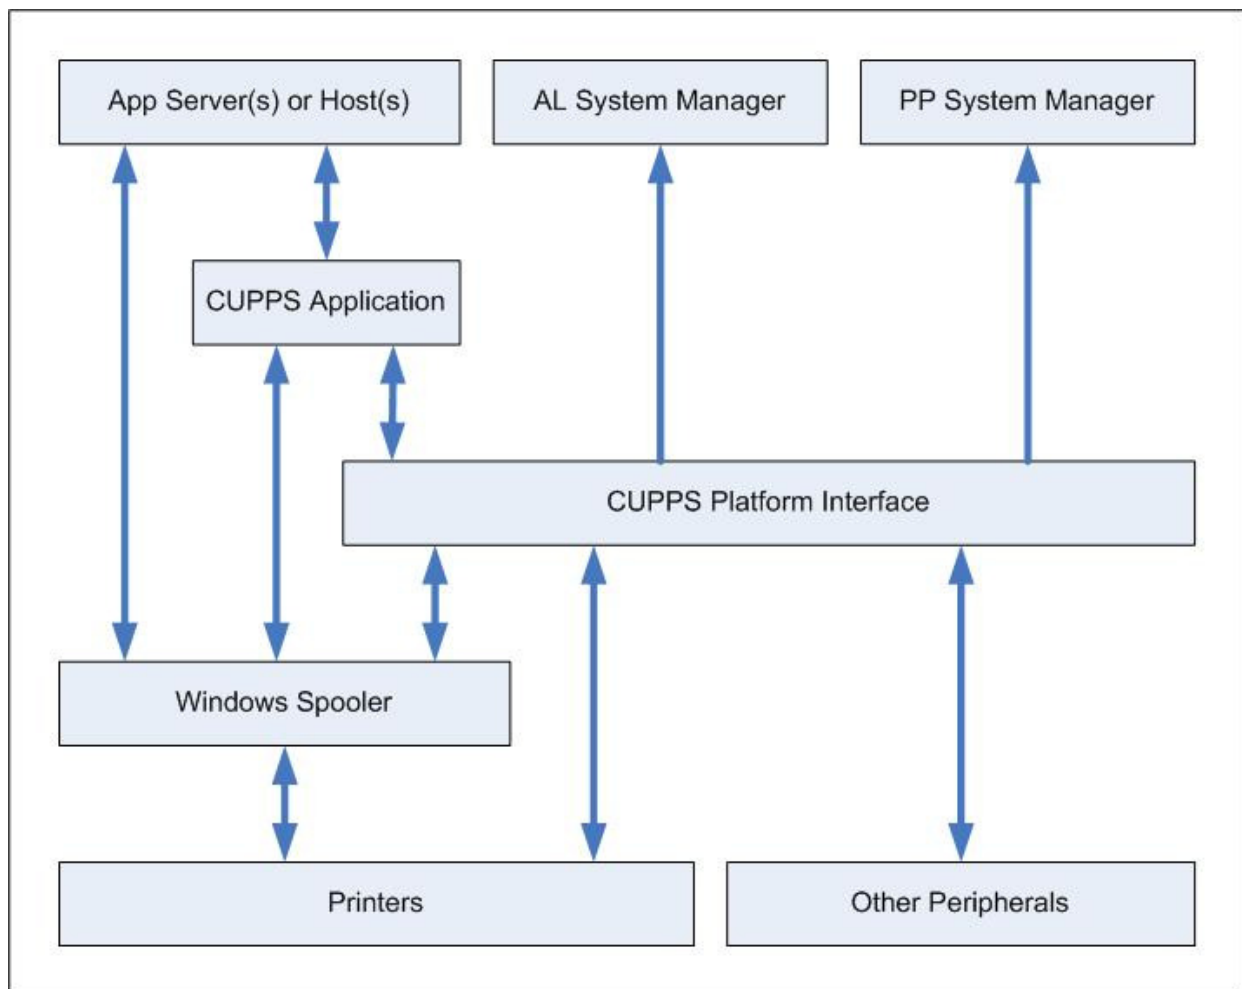 App Server(s) or Host(s)
AL System Manager
PP System Manager
CUPPS Application
CUPPS Platform Interface
Windows Spooler
Printers
Other Peripherals